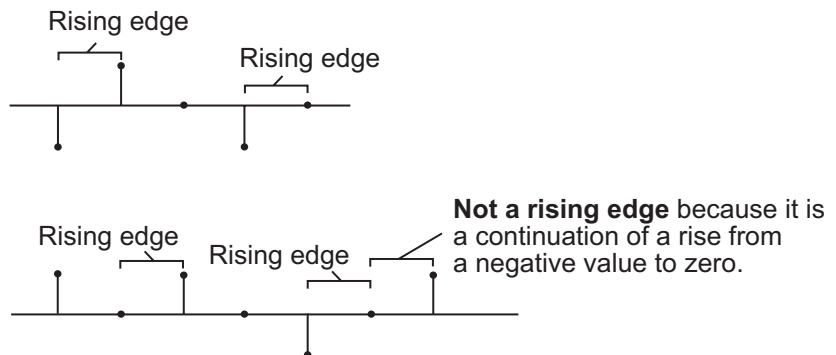 Rising edge
Rising edge
Not a rising edge because it is
a continuation of a rise from
a negative value to zero.
Rising edge
Rising edge